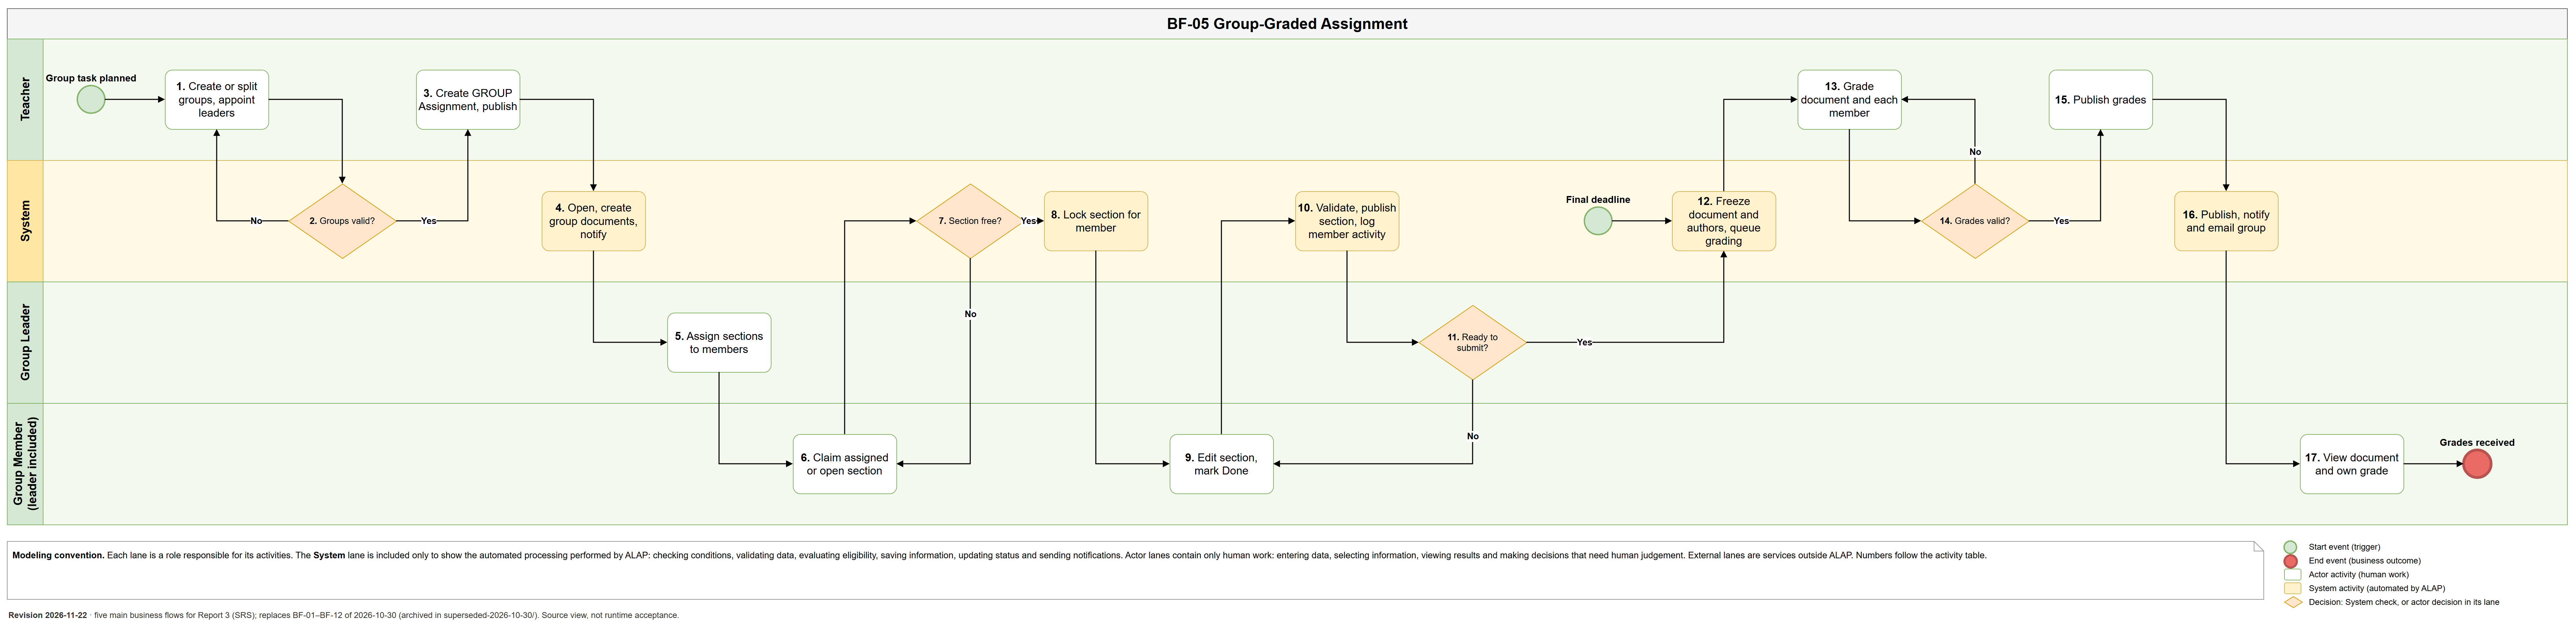 BF-05 Group-Graded Assignment
Teacher
Group task planned
1. Create or split
groups, appoint
leaders
3. Create GROUP
Assignment, publish
13. Grade
document and each
member
15. Publish grades
System
2. Groups valid?
No
Yes
4. Open, create
group documents,
notify
7. Section free?
Yes
No
8. Lock section for
member
10. Validate, publish
section, log
member activity
Final deadline
12. Freeze
document and
authors, queue
grading
14. Grades valid?
No
Yes
16. Publish, notify
and email group
Group Leader
5. Assign sections
to members
11. Ready to
submit?
Yes
No
Group Member
(leader included)
6. Claim assigned
or open section
9. Edit section,
mark Done
17. View document
and own grade
Grades received
Modeling convention. Each lane is a role responsible for its activities. The System lane is included only to show the automated processing performed by ALAP: checking conditions, validating data, evaluating eligibility, saving information, updating status and sending notifications. Actor lanes contain only human work: entering data, selecting information, viewing results and making decisions that need human judgement. External lanes are services outside ALAP. Numbers follow the activity table.
Start event (trigger)
End event (business outcome)
Actor activity (human work)
System activity (automated by ALAP)
Decision: System check, or actor decision in its lane
Revision 2026-11-22 · five main business flows for Report 3 (SRS); replaces BF-01–BF-12 of 2026-10-30 (archived in superseded-2026-10-30/). Source view, not runtime acceptance.